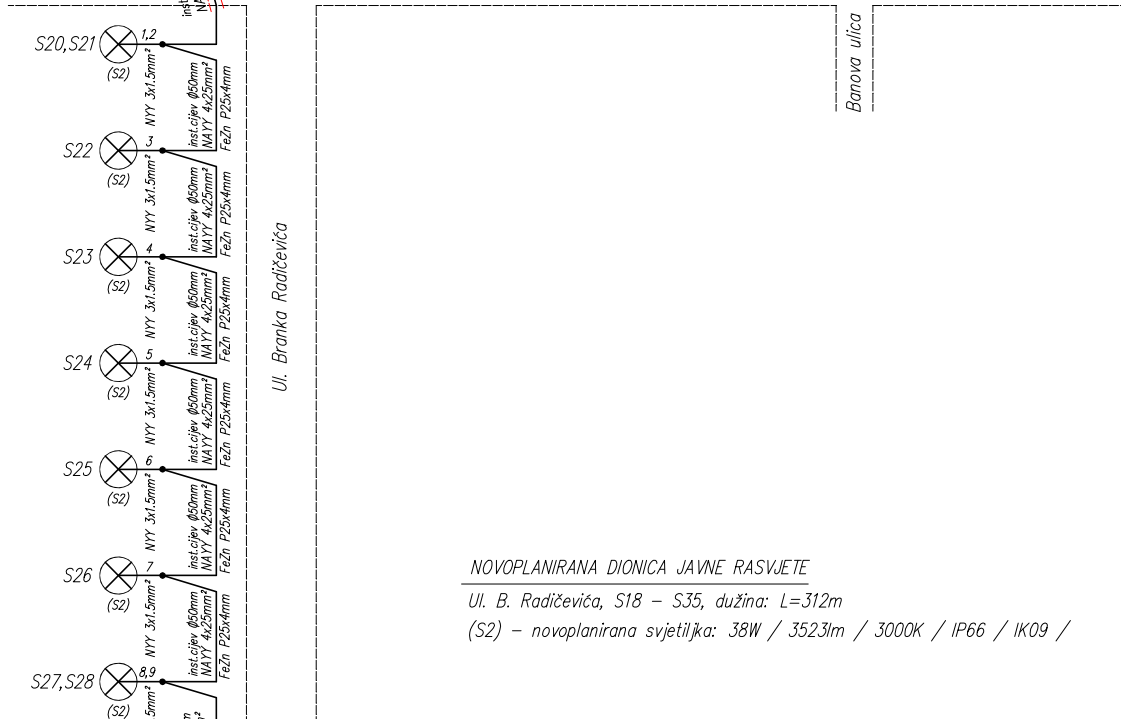 inst
NA
S20,S21
1,2
(S2)
NYY 3x1.5mm²
inst.cijev Ø50mm
NAYY 4x25mm²
FeZn P25x4mm
S22
3
(S2)
NYY 3x1.5mm²
inst.cijev Ø50mm
NAYY 4x25mm²
FeZn P25x4mm
S23
4
(S2)
NYY 3x1.5mm²
inst.cijev Ø50mm
NAYY 4x25mm²
FeZn P25x4mm
S24
5
(S2)
NYY 3x1.5mm²
inst.cijev Ø50mm
NAYY 4x25mm²
FeZn P25x4mm
S25
6
(S2)
NYY 3x1.5mm²
inst.cijev Ø50mm
NAYY 4x25mm²
FeZn P25x4mm
S26
7
(S2)
NYY 3x1.5mm²
inst.cijev Ø50mm
NAYY 4x25mm²
FeZn P25x4mm
S27,S28
8,9
(S2)
5mm²
Ul. Branka Radičevića
Banova ulica
NOVOPLANIRANA DIONICA JAVNE RASVJETE
Ul. B. Radičevića, S18 – S35, dužina: L=312m
(S2) – novoplanirana svjetiljka: 38W / 3523lm / 3000K / IP66 / IK09 /